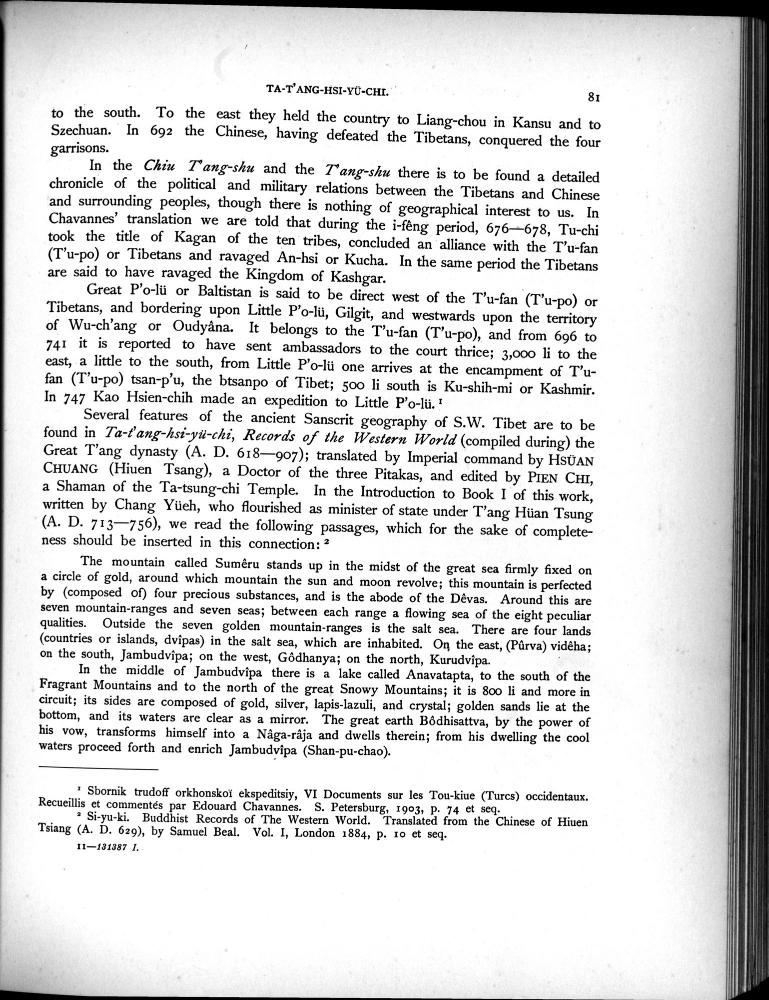 TA-T'ANG-HSI-YÜ-CHI.
81
to the south. To the east they held the country to Liang-chou in Kansu and to
Szechuan. In 692 the Chinese, having defeated the Tibetans, conquered the four
garrisons.
In the Chiu T'ang-shu and the T'ang-shu there is to be found a detailed
chronicle of the political and military relations between the Tibetans and Chinese
and surrounding peoples, though there is nothing of geographical interest to us. In
Chavannes' translation we are told that during the i-fêng period, 676—678, Tu-chi
took the title of Kagan of the ten tribes, concluded an alliance with the T'u-fan
(T'u-po) or Tibetans and ravaged An-hsi or Kucha. In the same period the Tibetans
are said to have ravaged the Kingdom of Kashgar.
Great P'o-lü or Baltistan is said to be direct west of the T'u-fan (T'u-po) or
Tibetans, and bordering upon Little P'o-lü, Gilgit, and westwards upon the territory
of Wu-ch'ang or Oudyâna. It belongs to the T'u-fan (T'u-po), and from 696 to
741 it is reported to have sent ambassadors to the court thrice; 3,000 li to the
east, a little to the south, from Little P'o-lü one arrives at the encampment of T'u-
fan (T'u-po) tsan-p'u, the btsanpo of Tibet; 500 li south is Ku-shih-mi or Kashmir.
In 747 Kao Hsien-chih made an expedition to Little P'o-lü. ¹
Several features of the ancient Sanscrit geography of S.W. Tibet are to be
found in Ta-t'ang-hsi-yü-chi, Records of the Western World (compiled during) the
Great T'ang dynasty (A. D. 618—907); translated by Imperial command by HSÜAN
CHUANG (Hiuen Tsang), a Doctor of the three Pitakas, and edited by PIEN CHI,
a Shaman of the Ta-tsung-chi Temple. In the Introduction to Book I of this work,
written by Chang Yüeh, who flourished as minister of state under T'ang Hüan Tsung
(A. D. 713—756), we read the following passages, which for the sake of complete-
ness should be inserted in this connection: ²
The mountain called Sumêru stands up in the midst of the great sea firmly fixed on
a circle of gold, around which mountain the sun and moon revolve; this mountain is perfected
by (composed of) four precious substances, and is the abode of the Dêvas. Around this are
seven mountain-ranges and seven seas; between each range a flowing sea of the eight peculiar
qualities. Outside the seven golden mountain-ranges is the salt sea. There are four lands
(countries or islands, dvîpas) in the salt sea, which are inhabited. On the east, (Pûrva) vidêha;
on the south, Jambudvîpa; on the west, Gôdhanya; on the north, Kurudvîpa.
In the middle of Jambudvîpa there is a lake called Anavatapta, to the south of the
Fragrant Mountains and to the north of the great Snowy Mountains; it is 800 li and more in
circuit; its sides are composed of gold, silver, lapis-lazuli, and crystal; golden sands lie at the
bottom, and its waters are clear as a mirror. The great earth Bôdhisattva, by the power of
his vow, transforms himself into a Nâga-râja and dwells therein; from his dwelling the cool
waters proceed forth and enrich Jambudvîpa (Shan-pu-chao).
¹ Sbornik trudoff orkhonskoï ekspeditsiy, VI Documents sur les Tou-kiue (Turcs) occidentaux.
Recueillis et commentés par Edouard Chavannes. S. Petersburg, 1903, p. 74 et seq.
² Si-yu-ki. Buddhist Records of The Western World. Translated from the Chinese of Hiuen
Tsiang (A. D. 629), by Samuel Beal. Vol. I, London 1884, p. 10 et seq.
11—131387 I.